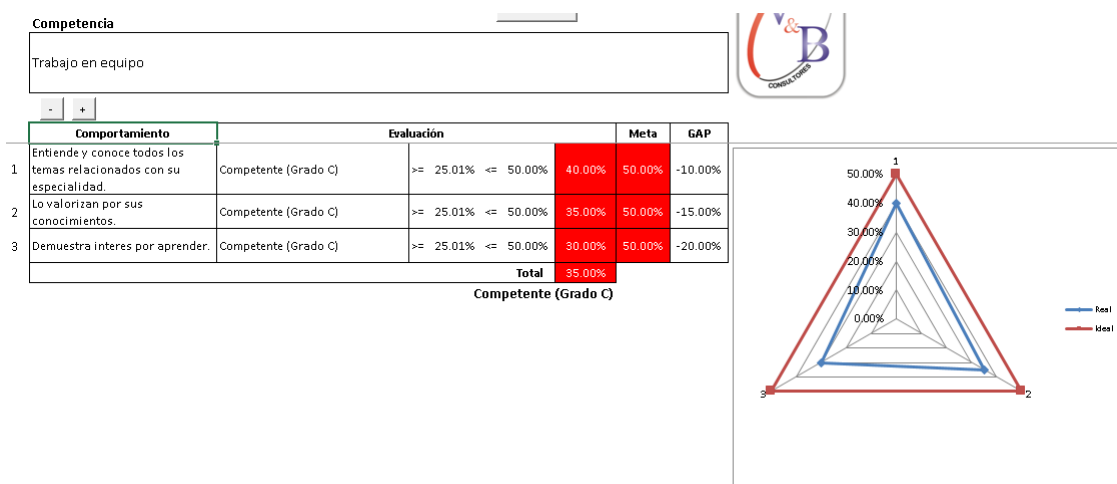 Competencia
Trabajo en equipo
&
B
CONSULTORES
- +
Comportamiento Evaluación Meta GAP
1 Entiende y conoce todos los temas relacionados con su especialidad. Competente (Grado C) >= 25.01% <= 50.00% 40.00% 50.00% -10.00%
2 Lo valorizan por sus conocimientos. Competente (Grado C) >= 25.01% <= 50.00% 35.00% 50.00% -15.00%
3 Demuestra interes por aprender. Competente (Grado C) >= 25.01% <= 50.00% 30.00% 50.00% -20.00%
Total 35.00%
Competente (Grado C)
1
50.00%
40.00%
30.00%
20.00%
10.00%
0.00%
3
2
Real
Ideal